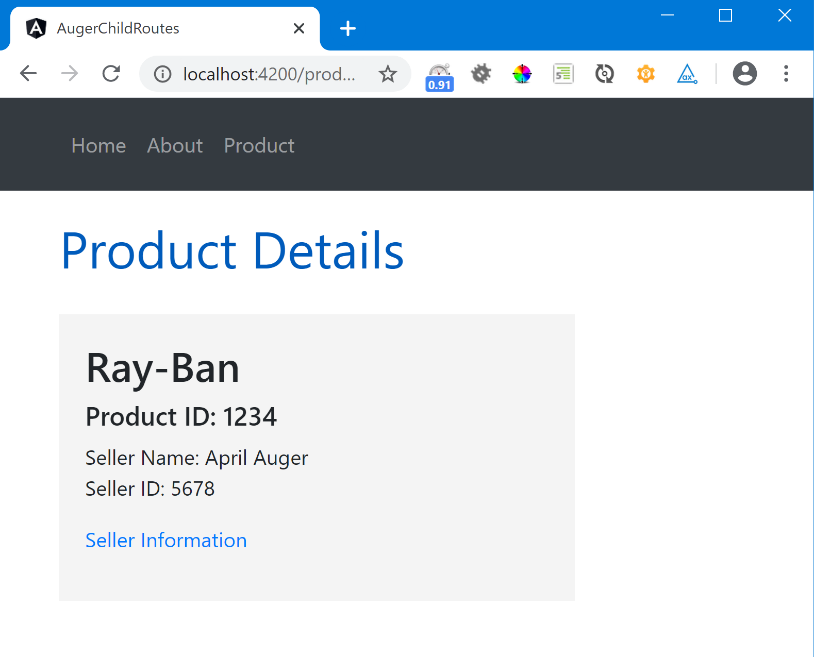 AugerChildRoutes
localhost:4200/prod...
0.91
Home About Product
Product Details
Ray-Ban
Product ID: 1234
Seller Name: April Auger
Seller ID: 5678
Seller Information